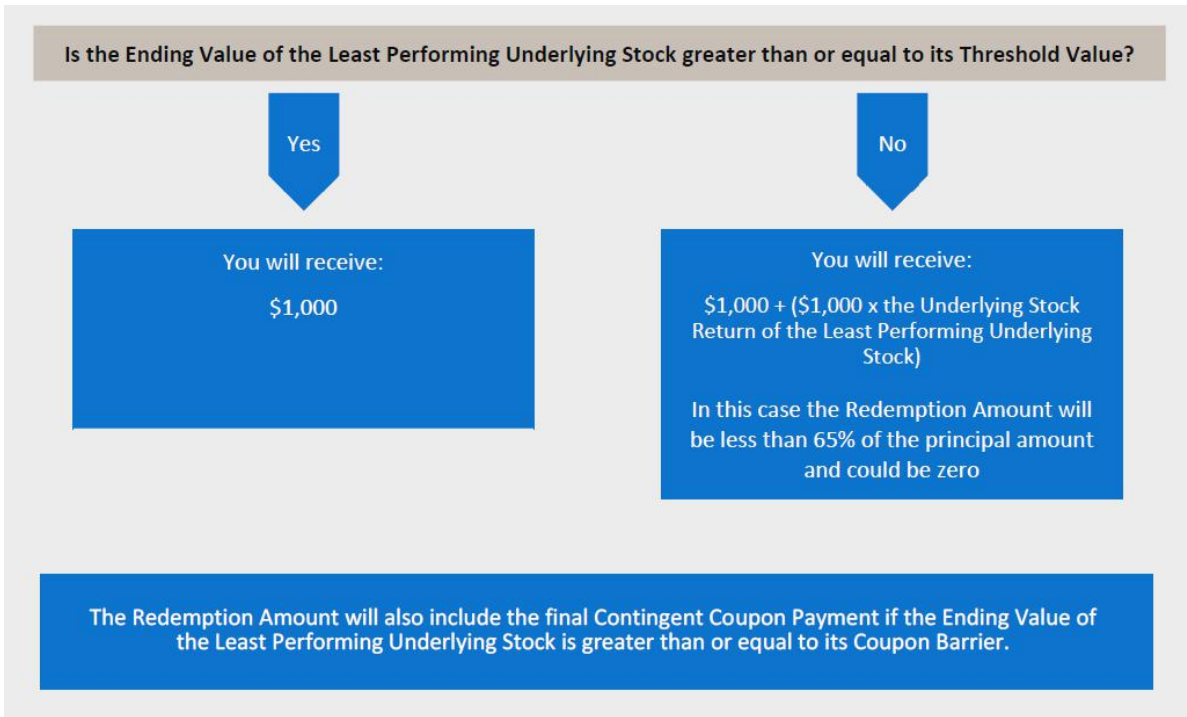 Is the Ending Value of the Least Performing Underlying Stock greater than or equal to its Threshold Value?
Yes
No
You will receive:
$1,000
You will receive:
$1,000 + ($1,000 x the Underlying Stock
Return of the Least Performing Underlying
Stock)
In this case the Redemption Amount will
be less than 65% of the principal amount
and could be zero
The Redemption Amount will also include the final Contingent Coupon Payment if the Ending Value of
the Least Performing Underlying Stock is greater than or equal to its Coupon Barrier.